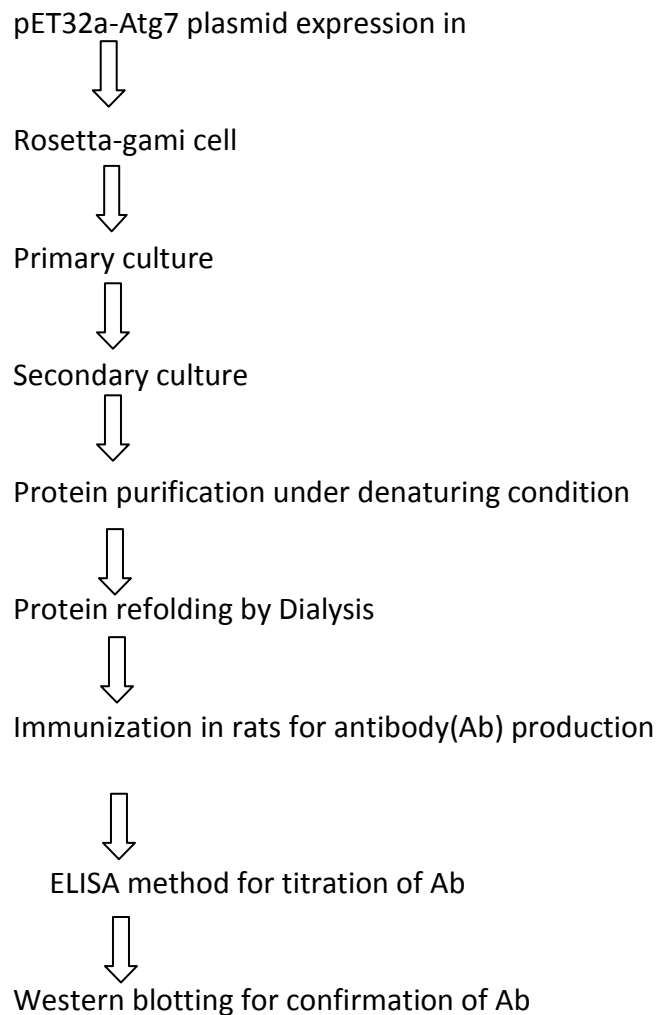 pET32a-Atg7 plasmid expression in
Rosetta-gami cell
Primary culture
Secondary culture
Protein purification under denaturing condition
Protein refolding by Dialysis
Immunization in rats for antibody(Ab) production
ELISA method for titration of Ab
Western blotting for confirmation of Ab